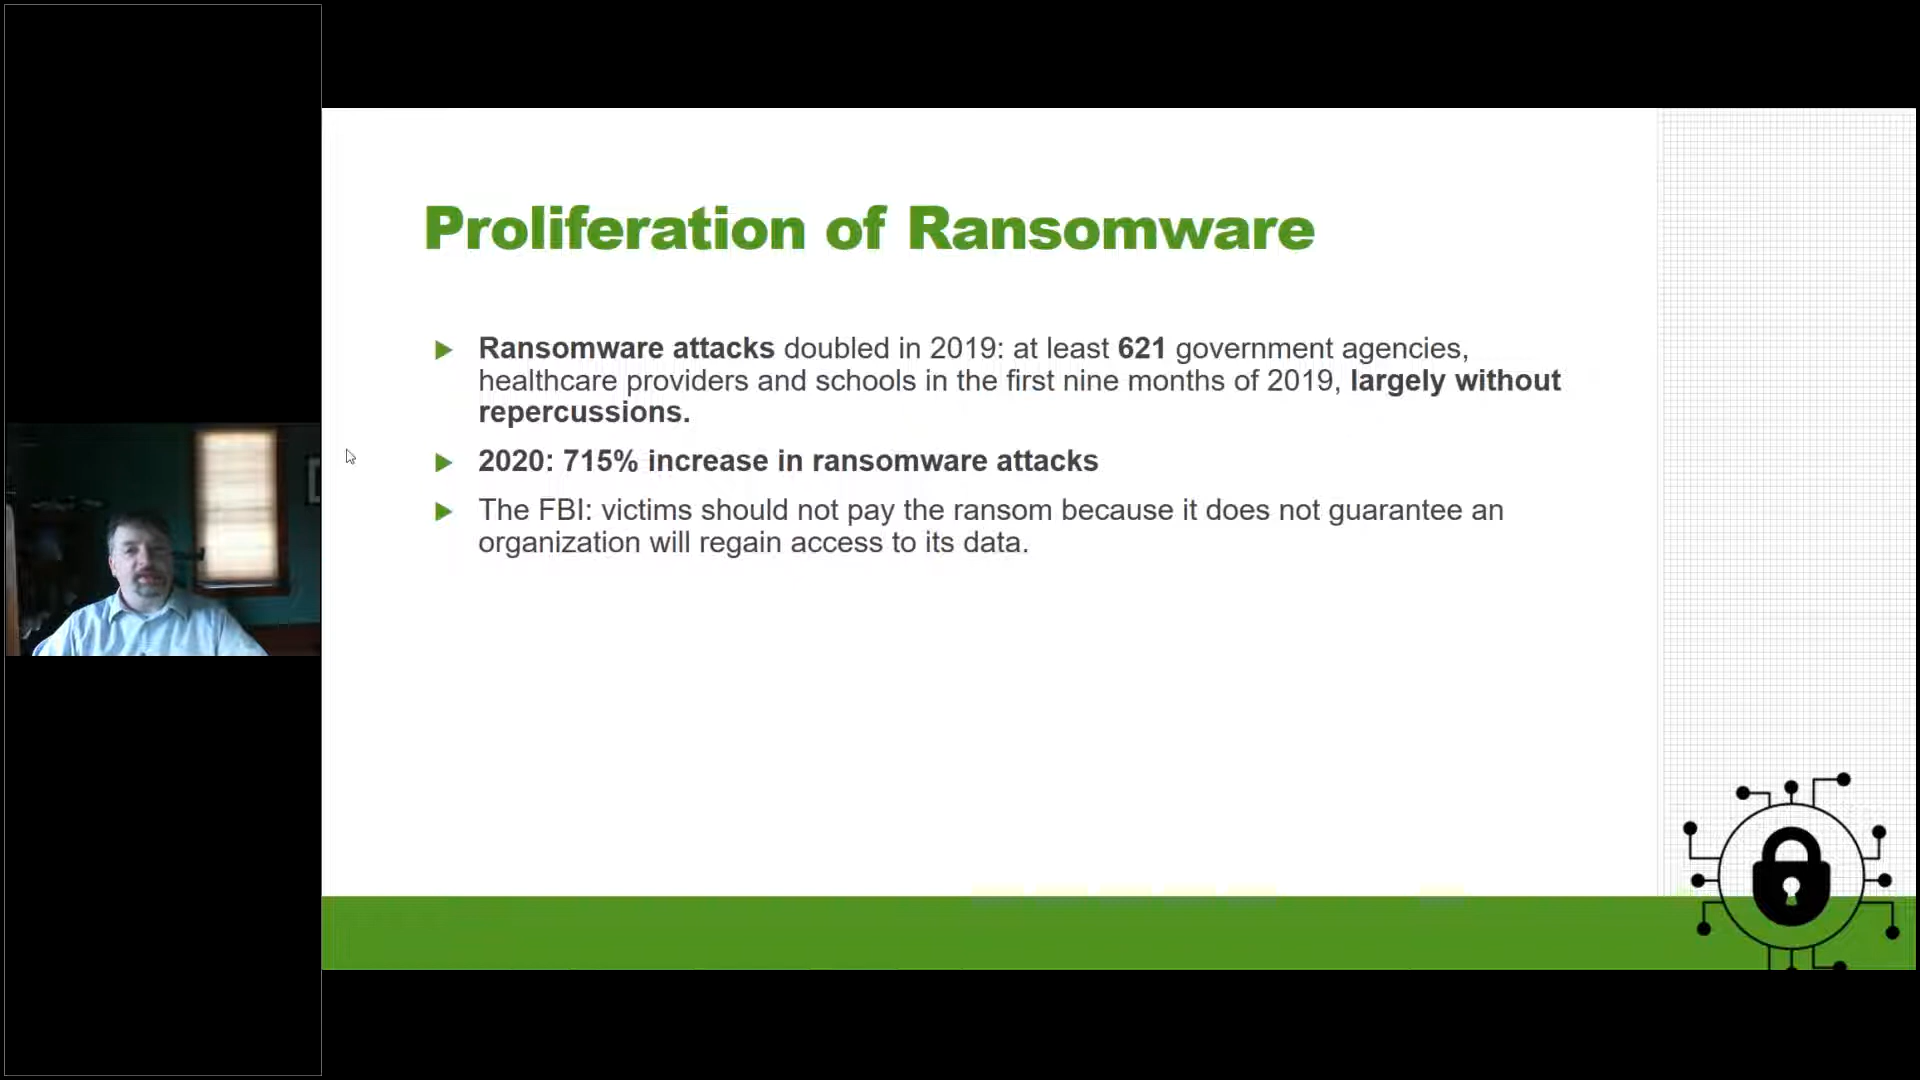 Proliferation of Ransomware
Ransomware attacks doubled in 2019: at least 621 government agencies,
healthcare providers and schools in the first nine months of 2019, largely without
repercussions.
2020: 715% increase in ransomware attacks
The FBI: victims should not pay the ransom because it does not guarantee an
organization will regain access to its data.